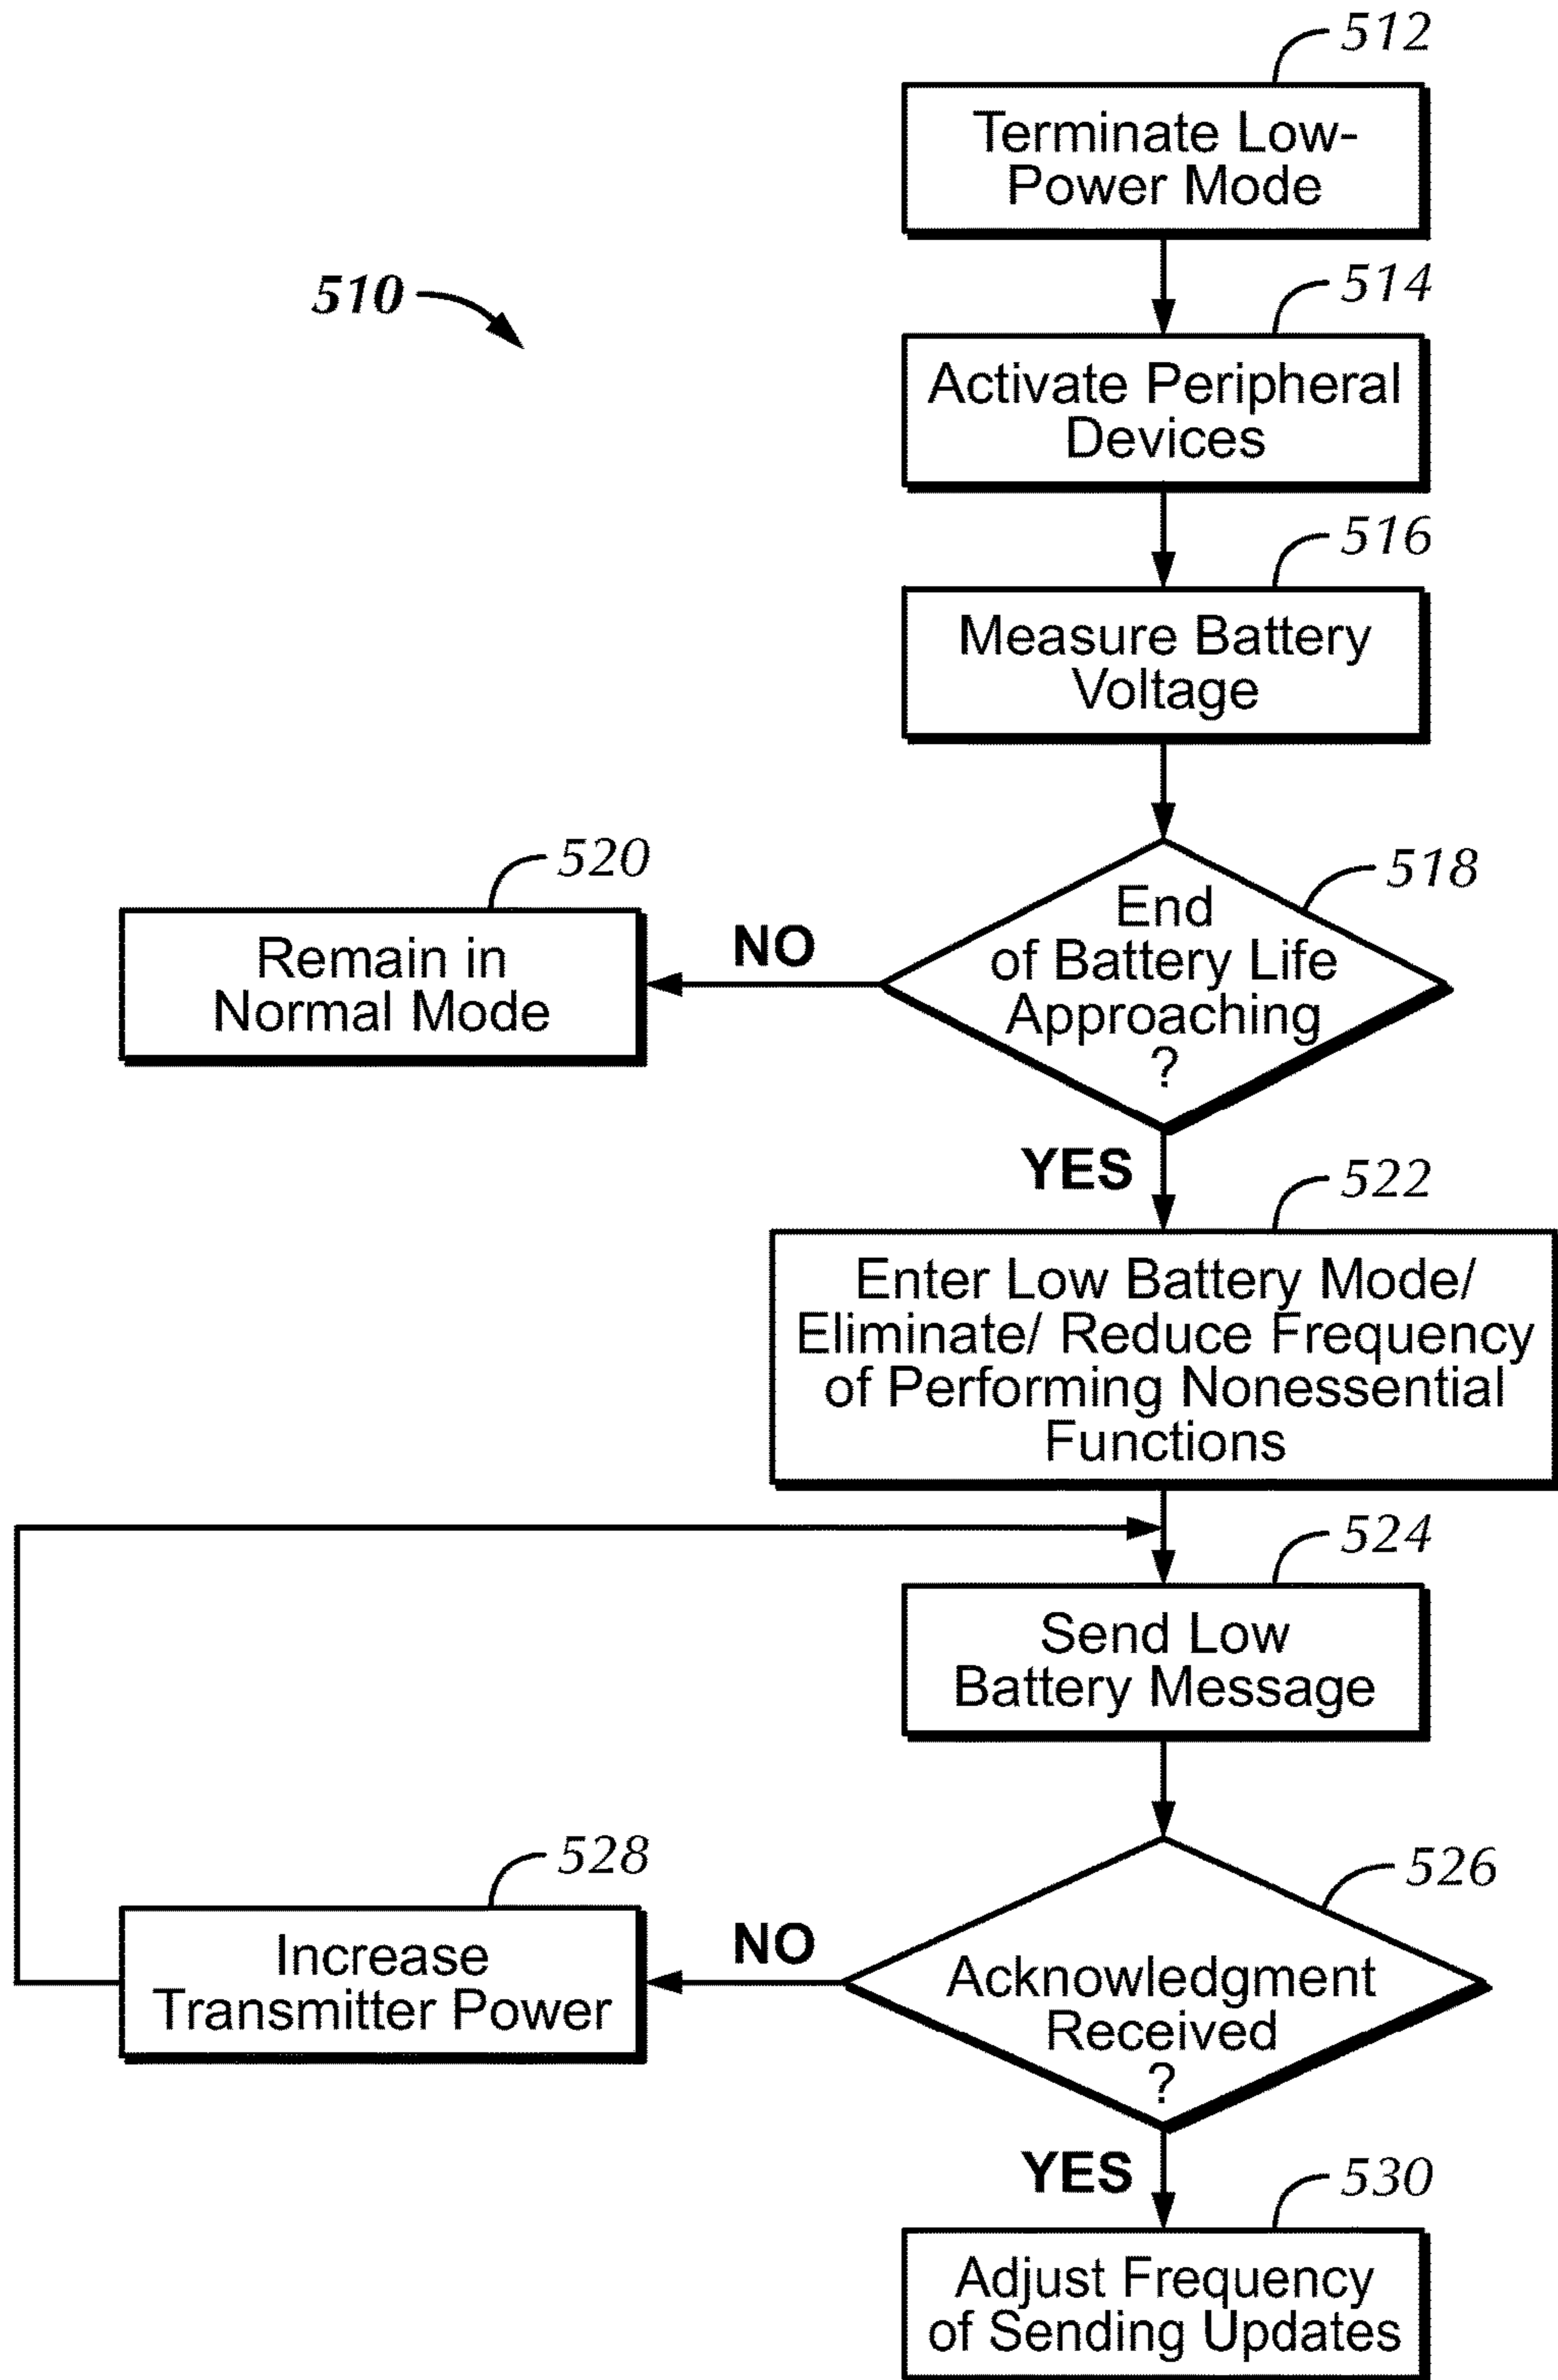 512
Terminate Low-
Power Mode
510
514
Activate Peripheral
Devices
516
Measure Battery
Voltage
520
Remain in
Normal Mode
NO
518
End
of Battery Life
Approaching
?
YES
522
Enter Low Battery Mode/
Eliminate/ Reduce Frequency
of Performing Nonessential
Functions
524
Send Low
Battery Message
528
Increase
Transmitter Power
NO
526
Acknowledgment
Received
?
YES
530
Adjust Frequency
of Sending Updates